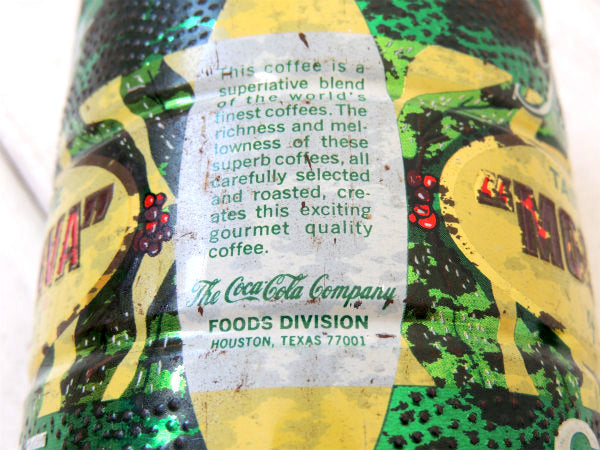 This coffee is a
superlative blend
of the world's
finest coffees. The
richness and mel-
lowness of these
superb coffees, all
carefully selected
and roasted, cre-
ates this exciting
gourmet quality
coffee.
The Coca-Cola Company
FOODS DIVISION
HOUSTON, TEXAS 77001